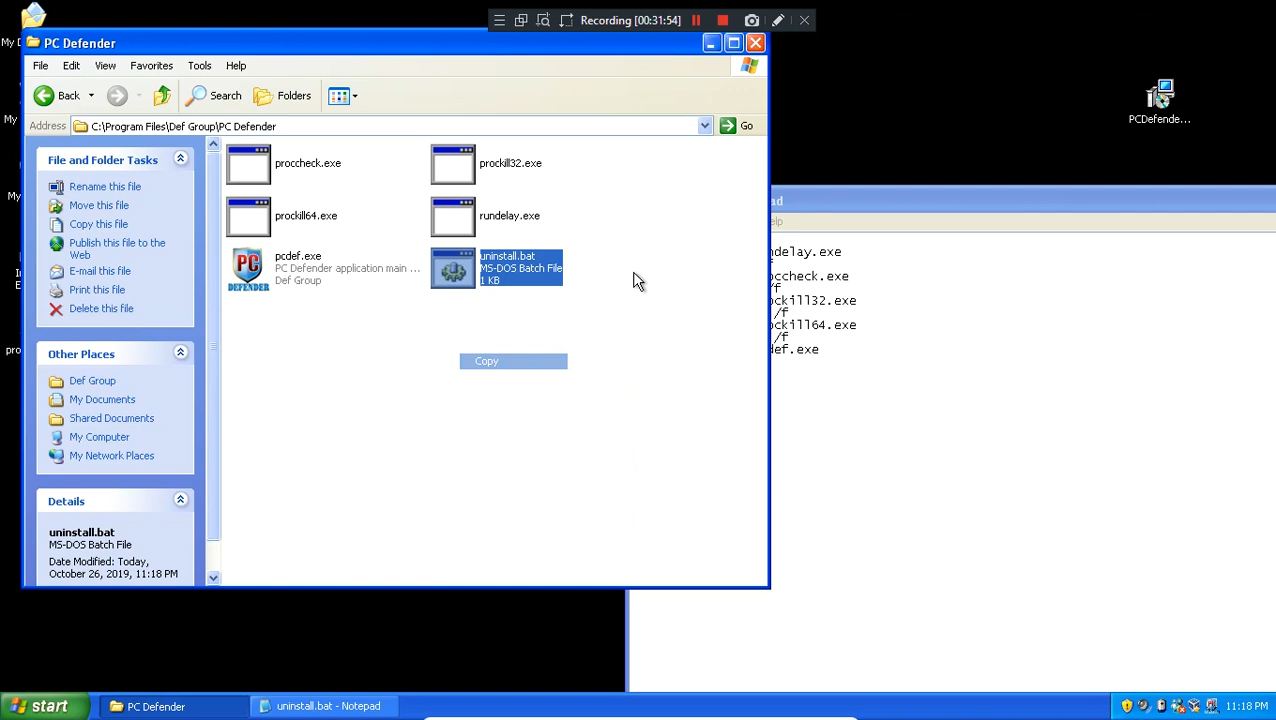 Recording [00:31:54]
PC Defender
File Edit View Favorites Tools Help
Back Search Folders
Address C:\Program Files\Def Group\PC Defender Go
File and Folder Tasks
Rename this file
Move this file
Copy this file
Publish this file to the
Web
E-mail this file
Print this file
Delete this file
Other Places
Def Group
My Documents
Shared Documents
My Computer
My Network Places
Details
uninstall.bat
MS-DOS Batch File
Date Modified: Today,
October 26, 2019, 11:18 PM
proccheck.exe
prockill32.exe
prockill64.exe
rundelay.exe
pcdef.exe
PC Defender application main ...
Def Group
PC
DEFENDER
uninstall.bat
MS-DOS Batch File
1 KB
Copy
PCDefende...
ad
elp
ndelay.exe
f
occheck.exe
/f
ockill32.exe
/f
ockill64.exe
/f
def.exe
start
PC Defender
uninstall.bat - Notepad
11:18 PM